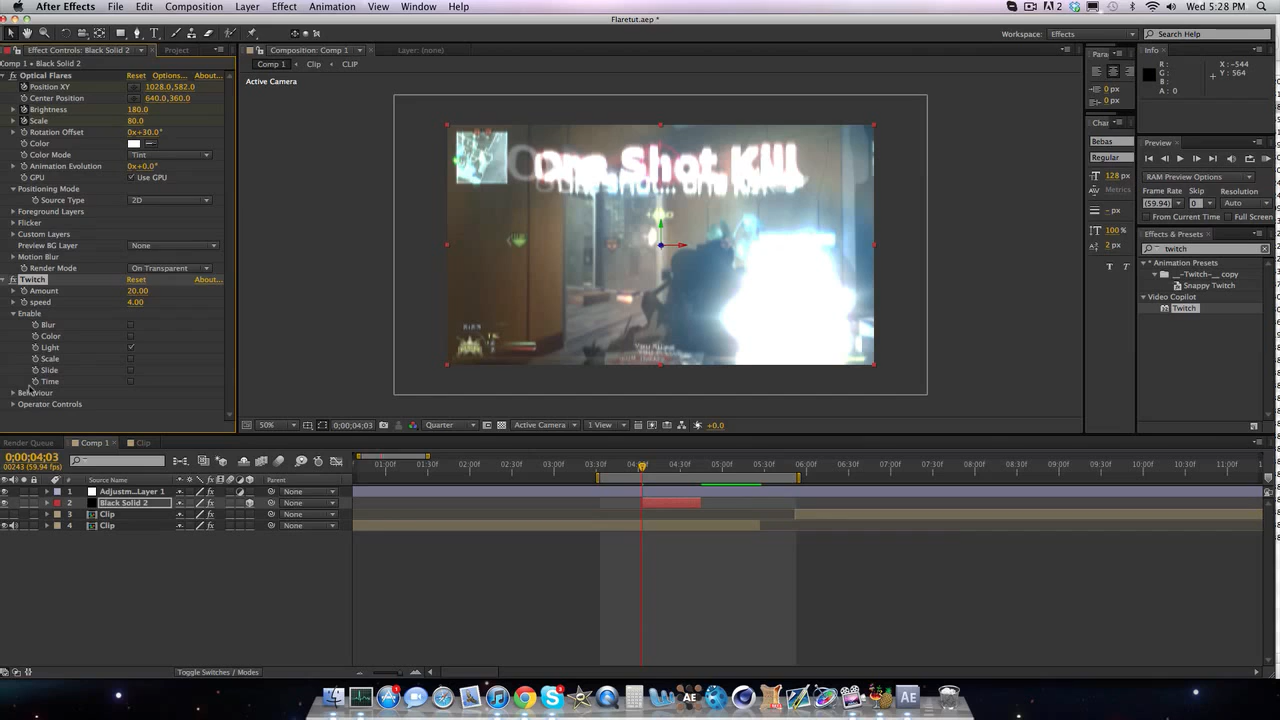 After Effects File Edit Composition Layer Effect Animation View Window Help
2 Wed 5:28 PM
Flaretut.aep *
Workspace: Effects Search Help
Effect Controls: Black Solid 2 Project
Composition: Comp 1 Layer: (none)
Comp 1 • Black Solid 2
Optical Flares Reset Options... About...
Position XY 1028.0,582.0
Center Position 640.0,360.0
Brightness 180.0
Scale 80.0
Rotation Offset 0x+30.0°
Color
Color Mode Tint
Animation Evolution 0x+0.0°
GPU Use GPU
Positioning Mode
Source Type 2D
Foreground Layers
Flicker
Custom Layers
Preview BG Layer None
Motion Blur
Render Mode On Transparent
Twitch Reset About...
Amount 20.00
speed 4.00
Enable
Blur
Color
Light
Scale
Slide
Time
Behaviour
Operator Controls
Comp 1 Clip CLIP
Active Camera
One Shot Kill
50% 0;00;04;03 Quarter Active Camera 1 View +0.0
Para
0 px
0 px
Char
Bebas
Regular
128 px
Metrics
- px
100 %
2 px
T T
Info
R:
G:
B:
A: 0
X: -544
Y: 564
Preview
RAM Preview Options
Frame Rate Skip Resolution
(59.94) 0 Auto
From Current Time Full Screen
Effects & Presets
twitch
* Animation Presets
__-Twitch-__ copy
Snappy Twitch
Video Copilot
Twitch
Render Queue Comp 1 Clip
0;00;04;03
00243 (59.94 fps)
01:00f 01:30f 02:00f 02:30f 03:00f 03:30f 04:00f 04:30f 05:00f 05:30f 06:00f 06:30f 07:00f 07:30f 08:00f 08:30f 09:00f 09:30f 10:00f 10:30f 11:00f
# Source Name Parent
1 Adjustm...Layer 1 None
2 Black Solid 2 None
3 Clip None
4 Clip None
Toggle Switches / Modes
AE AE